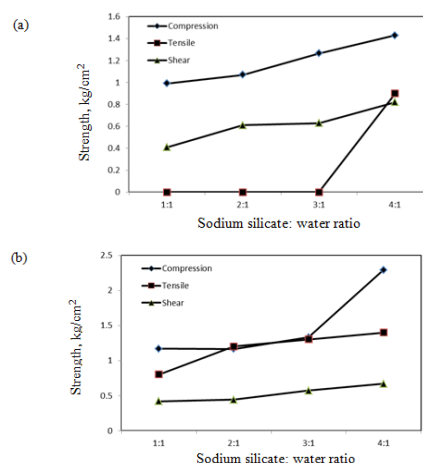 (a)
1.6
1.4
1.2
1
0.8
0.6
0.4
0.2
0
Strength, kg/cm²
Compression
Tensile
Shear
1:1 2:1 3:1 4:1
Sodium silicate: water ratio
(b)
2.5
2
1.5
1
0.5
0
Strength, kg/cm²
Compression
Tensile
Shear
1:1 2:1 3:1 4:1
Sodium silicate: water ratio